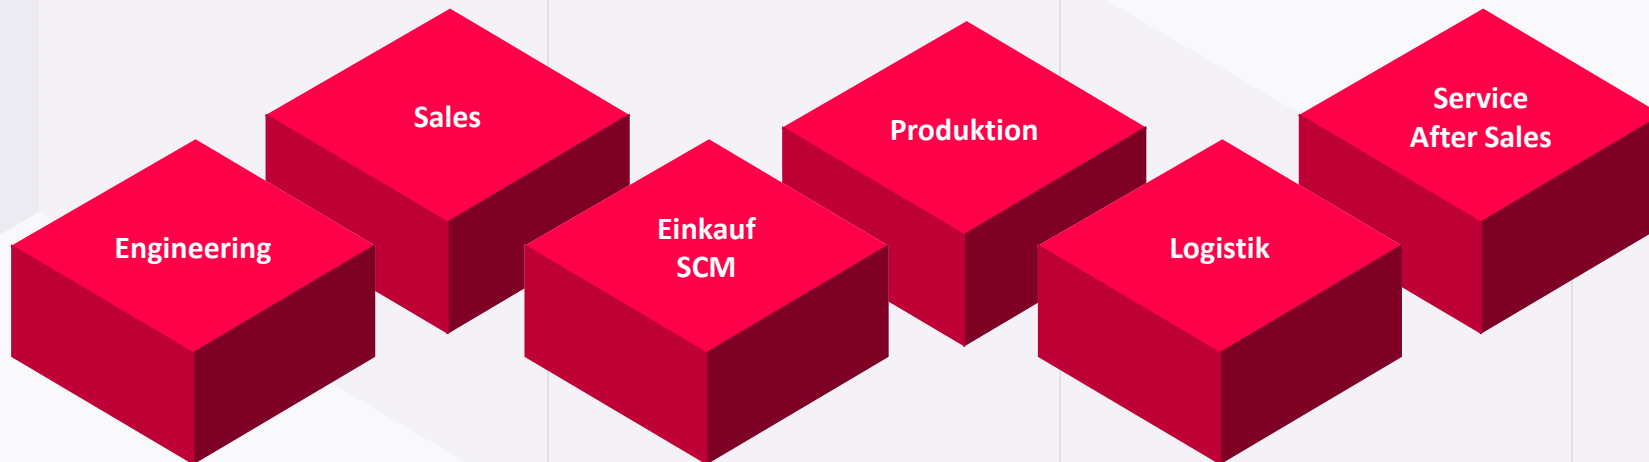 Engineering
Sales
Einkauf
SCM
Produktion
Logistik
Service
After Sales